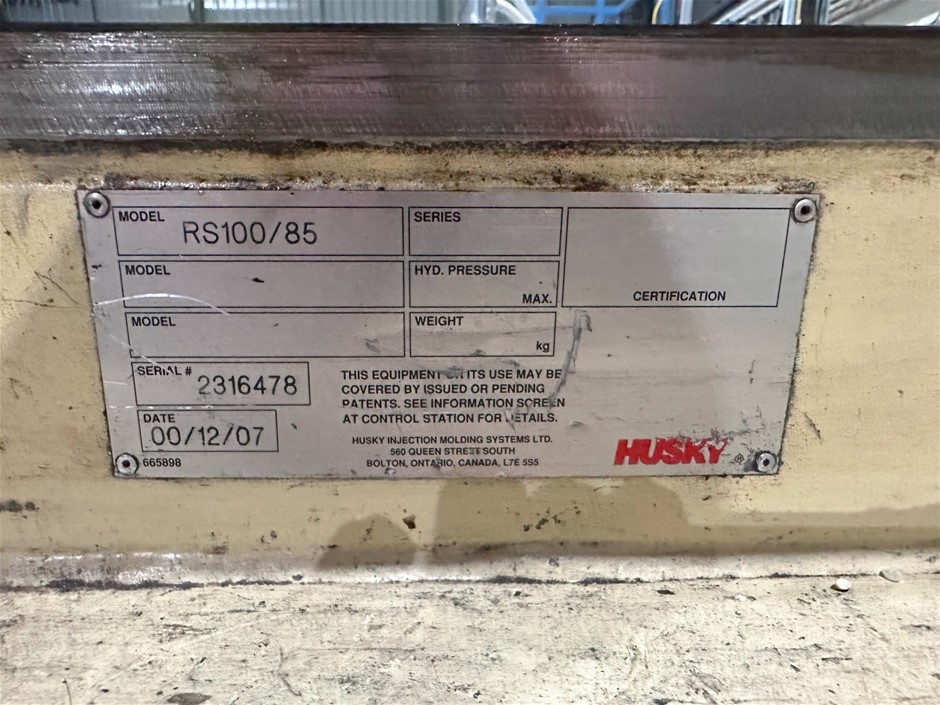 MODEL RS100/85
SERIES
MODEL
HYD. PRESSURE
MAX.
CERTIFICATION
MODEL
WEIGHT
kg
SERIAL # 2316478
DATE 00/12/07
665898
THIS EQUIPMENT OR ITS USE MAY BE
COVERED BY ISSUED OR PENDING
PATENTS. SEE INFORMATION SCREEN
AT CONTROL STATION FOR DETAILS.
HUSKY INJECTION MOLDING SYSTEMS LTD.
560 QUEEN STREET SOUTH
BOLTON, ONTARIO, CANADA, L7E 5S5
HUSKY